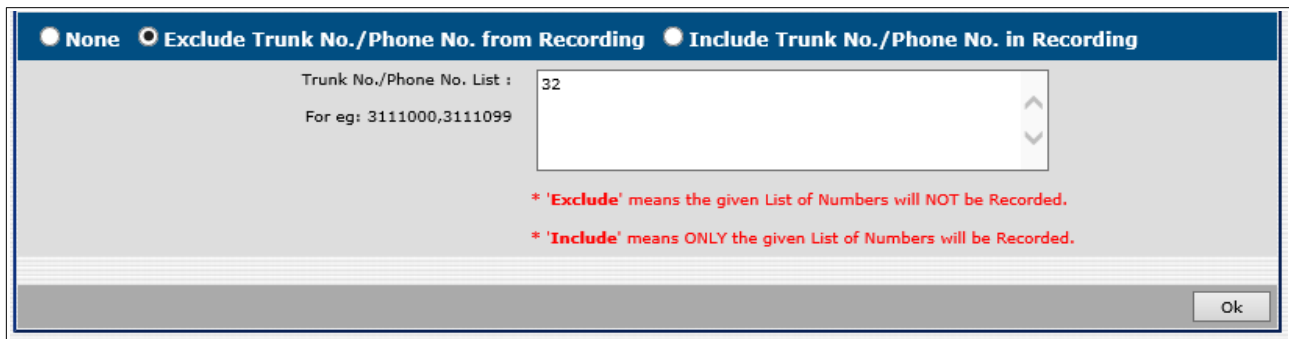 None Exclude Trunk No./Phone No. from Recording Include Trunk No./Phone No. in Recording
Trunk No./Phone No. List :
32
For eg: 3111000,3111099
* 'Exclude' means the given List of Numbers will NOT be Recorded.
* 'Include' means ONLY the given List of Numbers will be Recorded.
Ok